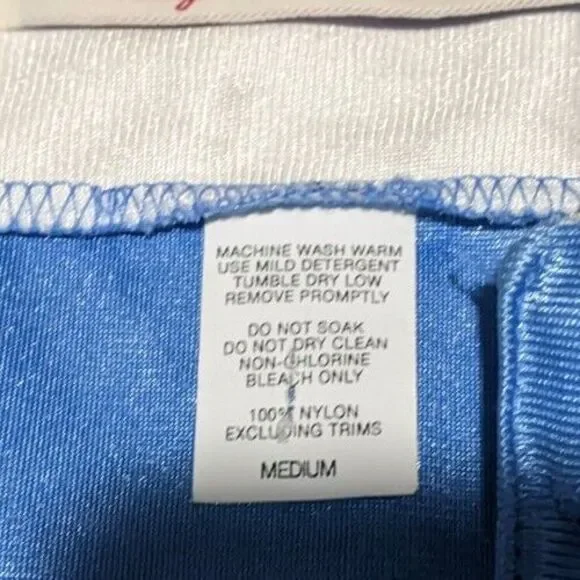 MACHINE WASH WARM
USE MILD DETERGENT
TUMBLE DRY LOW
REMOVE PROMPTLY
DO NOT SOAK
DO NOT DRY CLEAN
NON-CHLORINE
BLEACH ONLY
100% NYLON
EXCLUDING TRIMS
MEDIUM